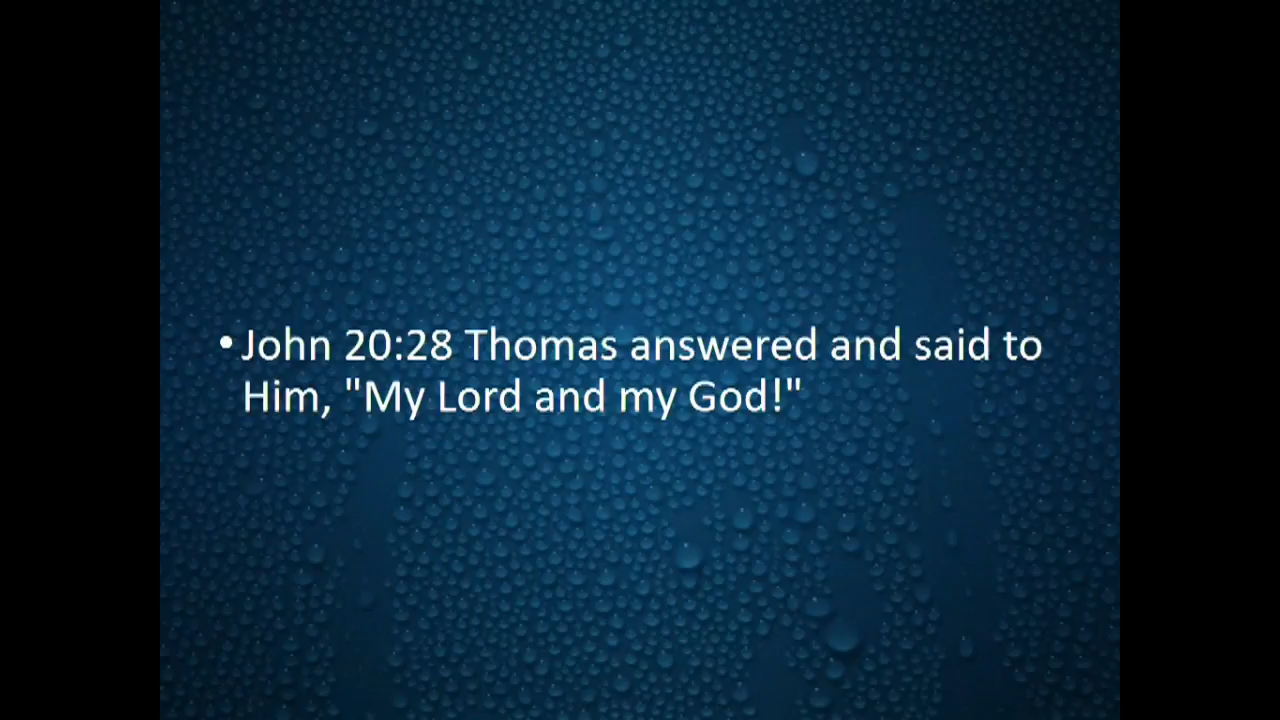 •John 20:28 Thomas answered and said to
Him, "My Lord and my God!"